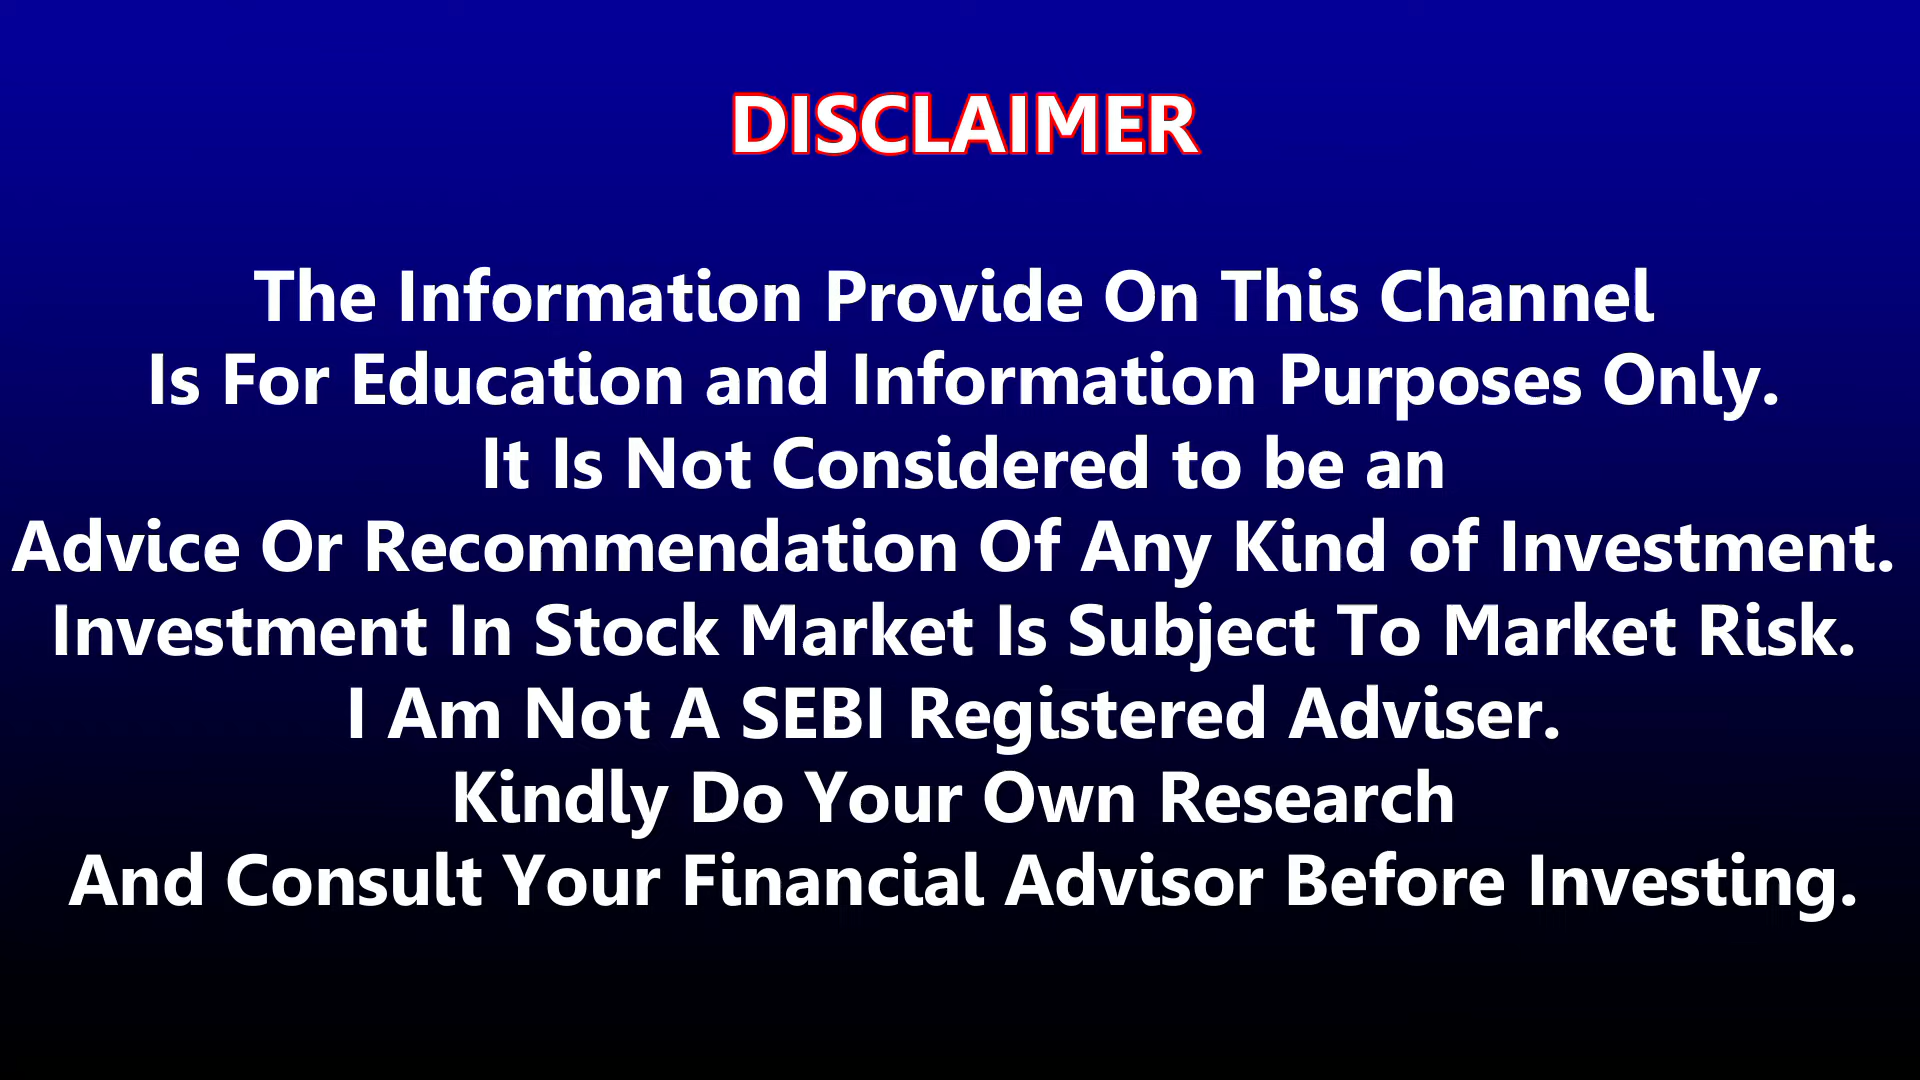 DISCLAIMER
The Information Provide On This Channel
Is For Education and Information Purposes Only.
It Is Not Considered to be an
Advice Or Recommendation Of Any Kind of Investment.
Investment In Stock Market Is Subject To Market Risk.
I Am Not A SEBI Registered Adviser.
Kindly Do Your Own Research
And Consult Your Financial Advisor Before Investing.